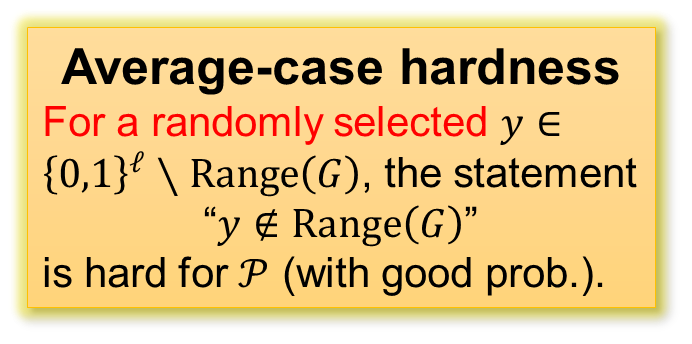 Average-case hardness
For a randomly selected 𝑦 ∈
{0,1}^ℓ ∖ Range(𝐺), the statement
“𝑦 ∉ Range(𝐺)”
is hard for 𝒫 (with good prob.).